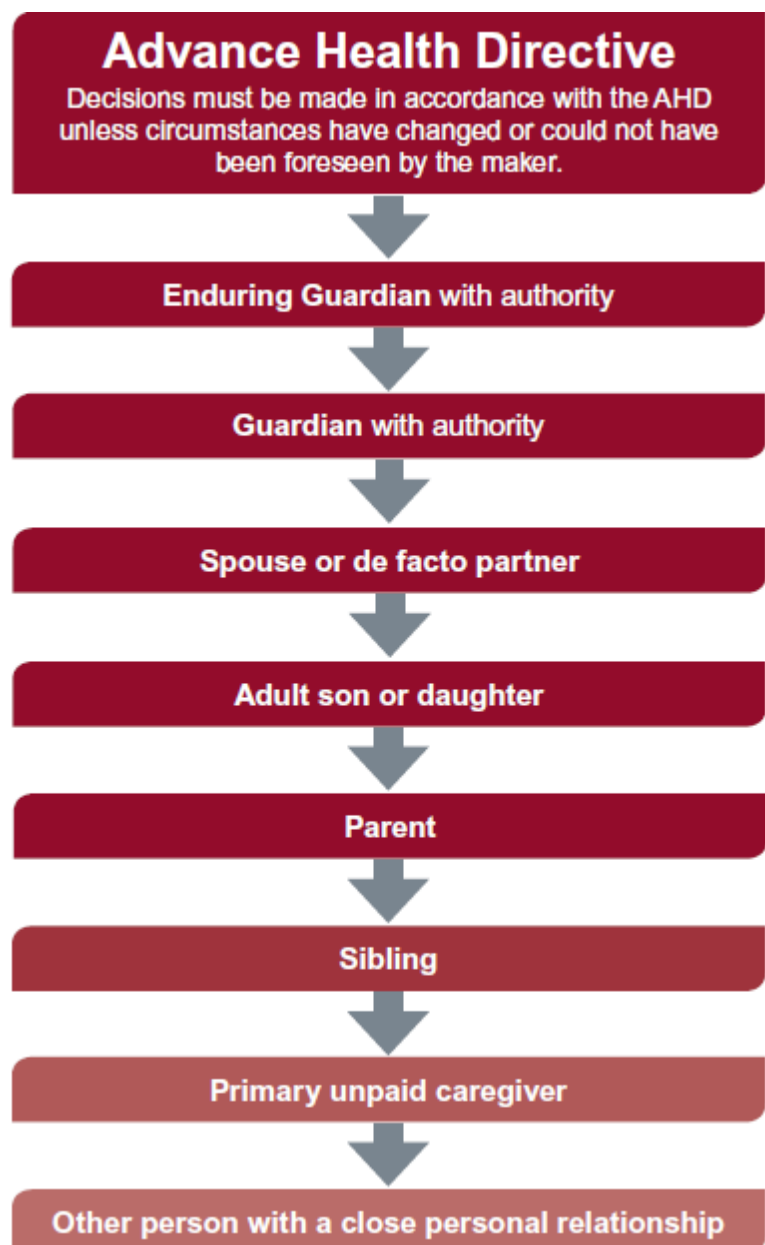 Advance Health Directive
Decisions must be made in accordance with the AHD
unless circumstances have changed or could not have
been foreseen by the maker.
Enduring Guardian with authority
Guardian with authority
Spouse or de facto partner
Adult son or daughter
Parent
Sibling
Primary unpaid caregiver
Other person with a close personal relationship